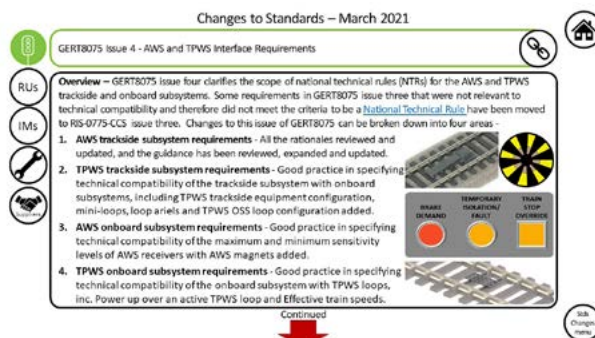 Changes to Standards – March 2021
GERT8075 Issue 4 - AWS and TPWS Interface Requirements
RUs
IMs
Suppliers
Overview – GERT8075 issue four clarifies the scope of national technical rules (NTRs) for the AWS and TPWS
trackside and onboard subsystems. Some requirements in GERT8075 issue three that were not relevant to
technical compatibility and therefore did not meet the criteria to be a National Technical Rule have been moved
to RIS-0775-CCS issue three. Changes to this issue of GERT8075 can be broken down into four areas -
1. AWS trackside subsystem requirements - All the rationales reviewed and
updated, and the guidance has been reviewed, expanded and updated.
2. TPWS trackside subsystem requirements - Good practice in specifying
technical compatibility of the trackside subsystem with onboard
subsystems, including TPWS trackside equipment configuration,
mini-loops, loop ariels and TPWS OSS loop configuration added.
3. AWS onboard subsystem requirements - Good practice in specifying
technical compatibility of the maximum and minimum sensitivity
levels of AWS receivers with AWS magnets added.
4. TPWS onboard subsystem requirements - Good practice in specifying
technical compatibility of the onboard subsystem with TPWS loops,
inc. Power up over an active TPWS loop and Effective train speeds.
BRAKE
DEMAND
TEMPORARY
ISOLATION/
FAULT
TRAIN
STOP
OVERRIDE
Continued
Stds
Changes
menu